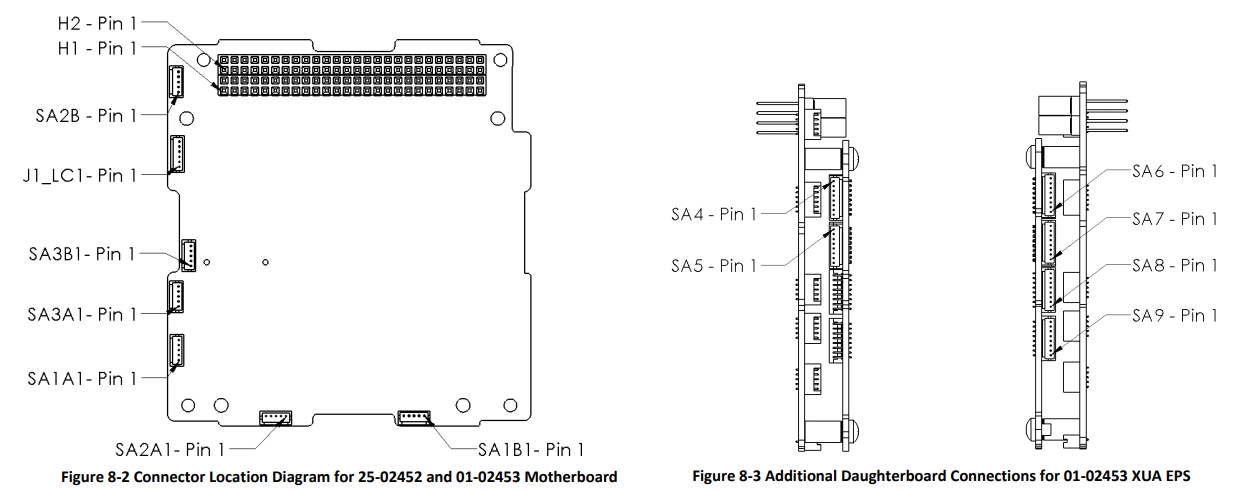 H2 - Pin 1
H1 - Pin 1
SA2B - Pin 1
J1_LC1- Pin 1
SA3B1- Pin 1
SA3A1- Pin 1
SA1A1- Pin 1
SA2A1- Pin 1
SA1B1- Pin 1
Figure 8-2 Connector Location Diagram for 25-02452 and 01-02453 Motherboard
SA4 - Pin 1
SA5 - Pin 1
SA6 - Pin 1
SA7 - Pin 1
SA8 - Pin 1
SA9 - Pin 1
Figure 8-3 Additional Daughterboard Connections for 01-02453 XUA EPS